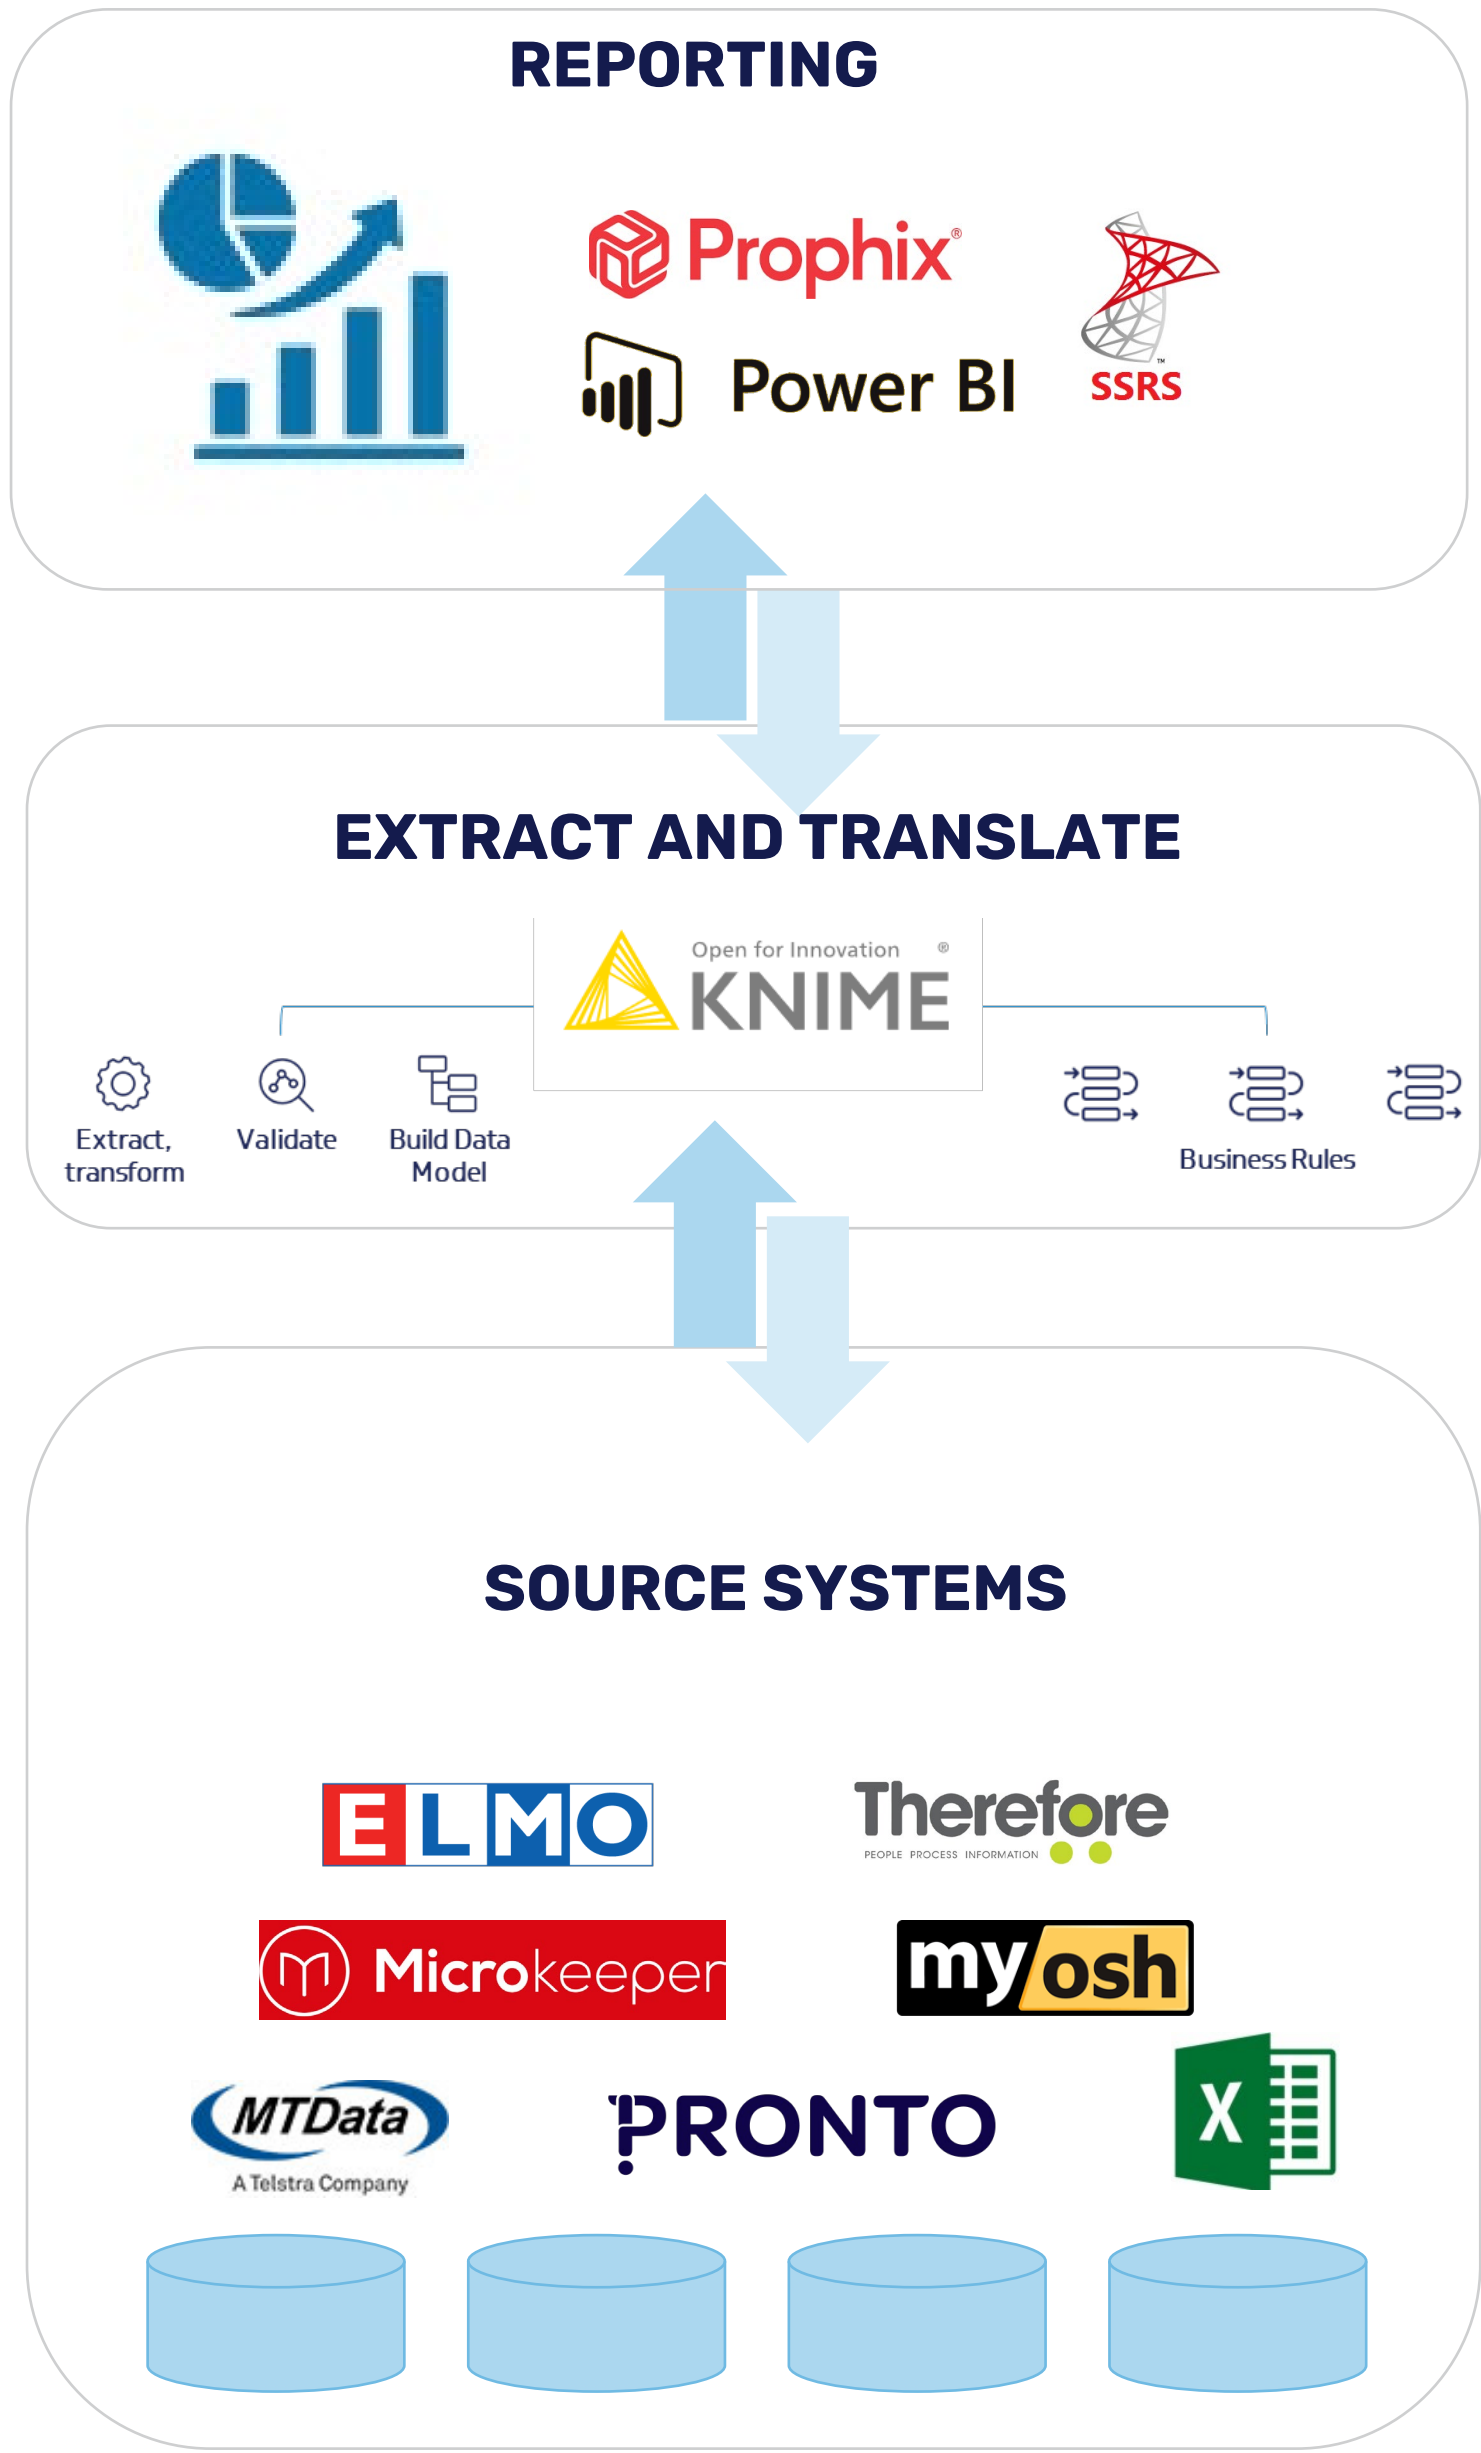 REPORTING
Prophix®
Power BI
™
SSRS
EXTRACT AND TRANSLATE
Open for Innovation ®
KNIME
Extract,
transform
Validate
Build Data
Model
Business Rules
SOURCE SYSTEMS
ELMO
Therefore
PEOPLE PROCESS INFORMATION
Microkeeper
myosh
MTData
A Telstra Company
PRONTO
X